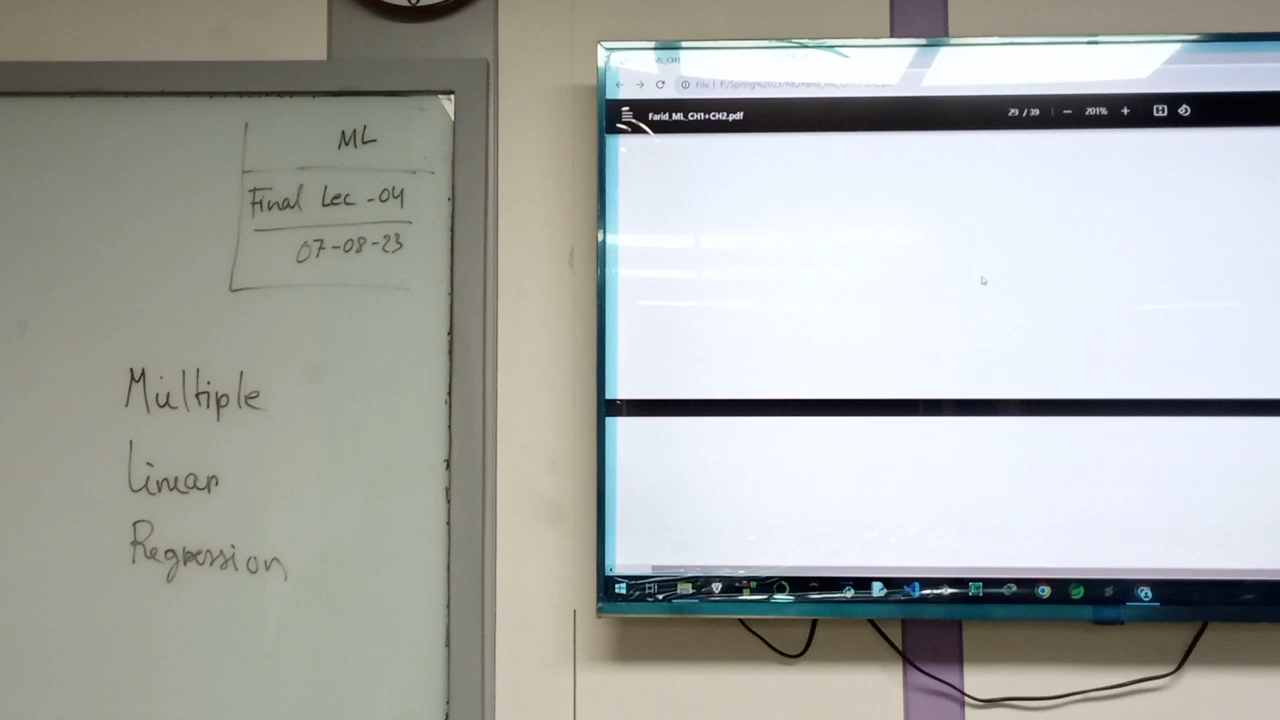 ML
Final Lec -04
07-08-23
Multiple
Linear
Regression
Farid_ML_CH1+CH2.pdf
29 / 39
201%